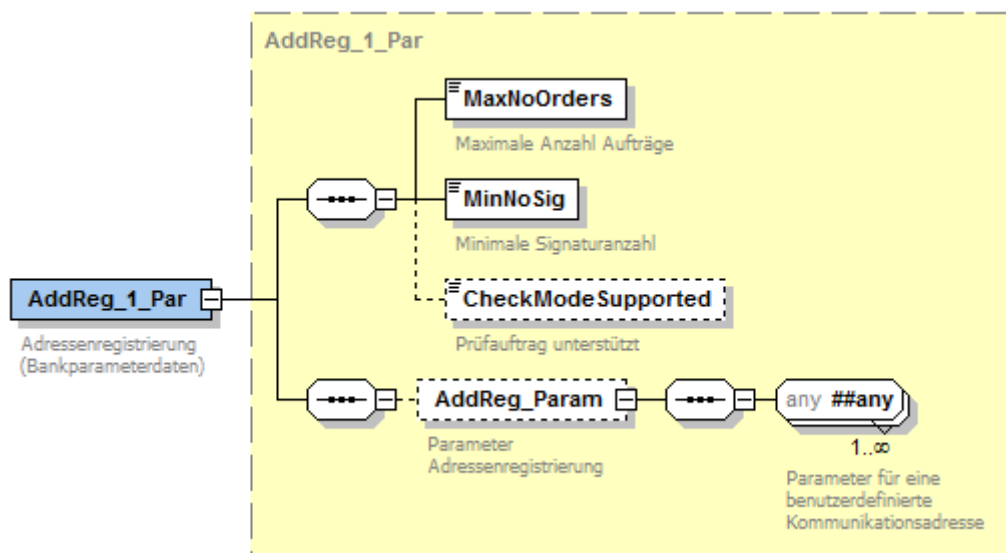 AddReg_1_Par
MaxNoOrders
Maximale Anzahl Aufträge
MinNoSig
Minimale Signaturanzahl
CheckModeSupported
Prüfauftrag unterstützt
AddReg_1_Par
Adressenregistrierung
(Bankparameterdaten)
AddReg_Param
Parameter
Adressenregistrierung
any ##any
1..∞
Parameter für eine
benutzerdefinierte
Kommunikationsadresse